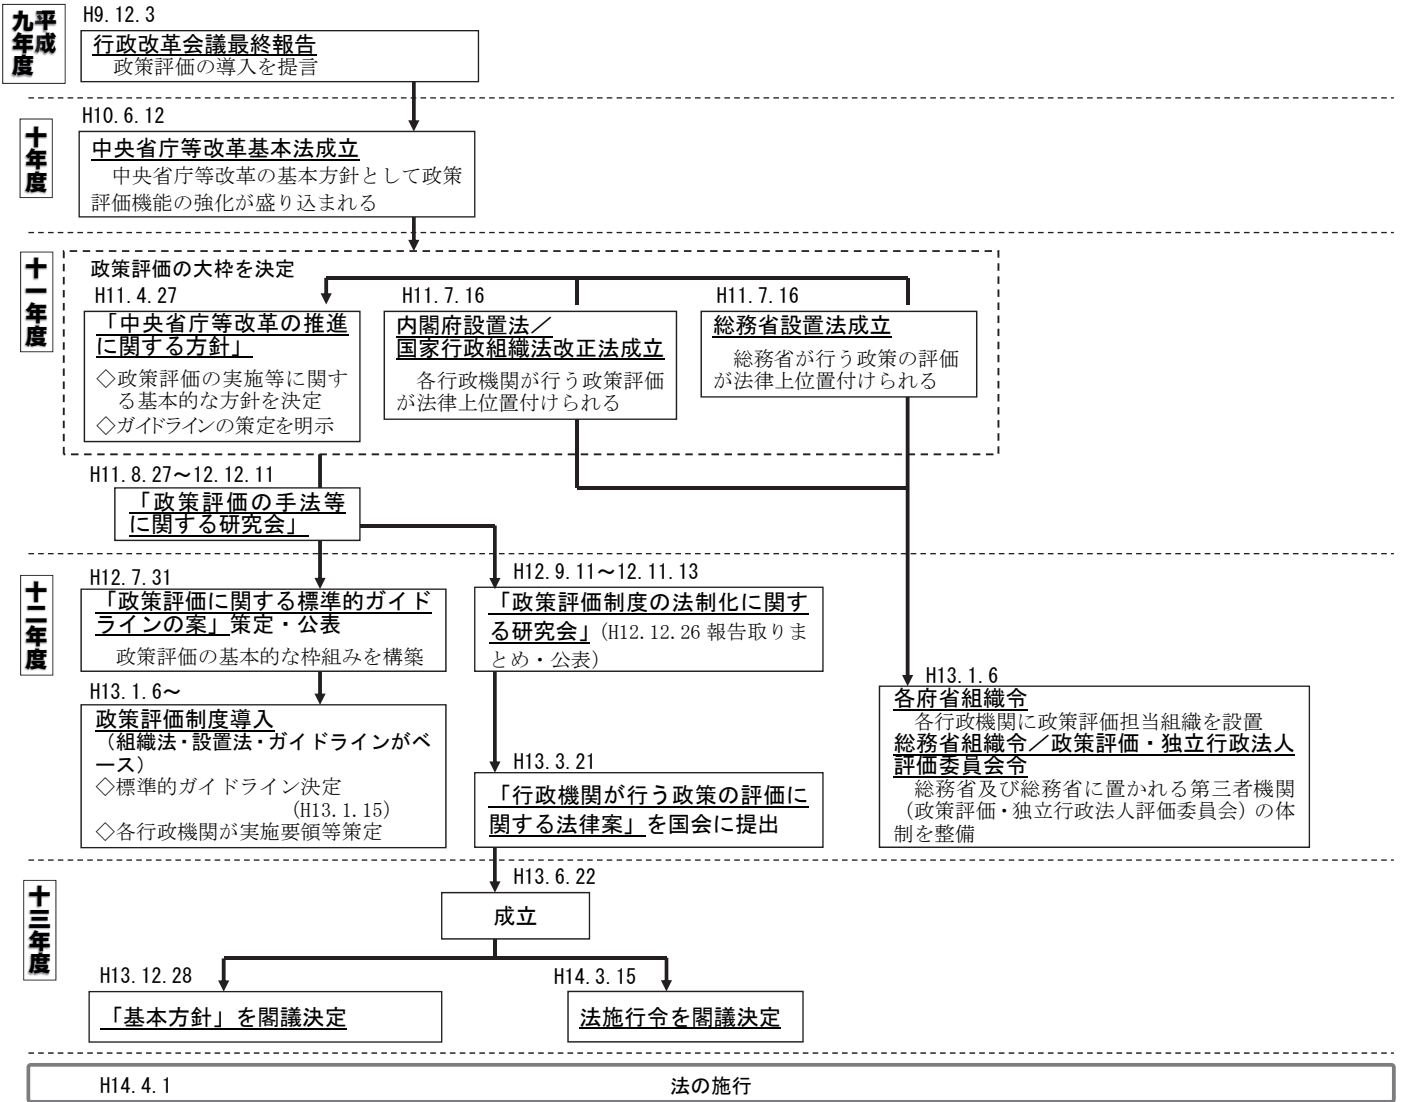 平成
九年度
H9.12.3
行政改革会議最終報告
政策評価の導入を提言
十年度
H10.6.12
中央省庁等改革基本法成立
中央省庁等改革の基本方針として政策
評価機能の強化が盛り込まれる
十一年度
政策評価の大枠を決定
H11.4.27
「中央省庁等改革の推進
に関する方針」
◇政策評価の実施等に関す
る基本的な方針を決定
◇ガイドラインの策定を明示
H11.7.16
内閣府設置法／
国家行政組織法改正法成立
各行政機関が行う政策評価
が法律上位置付けられる
H11.7.16
総務省設置法成立
総務省が行う政策の評価
が法律上位置付けられる
H11.8.27～12.12.11
「政策評価の手法等
に関する研究会」
十二年度
H12.7.31
「政策評価に関する標準的ガイド
ラインの案」策定・公表
政策評価の基本的な枠組みを構築
H12.9.11～12.11.13
「政策評価制度の法制化に関す
る研究会」（H12.12.26 報告取りま
とめ・公表）
H13.1.6～
政策評価制度導入
（組織法・設置法・ガイドラインがベ
ース）
◇標準的ガイドライン決定
(H13.1.15)
◇各行政機関が実施要領等策定
H13.3.21
「行政機関が行う政策の評価に
関する法律案」を国会に提出
H13.1.6
各府省組織令
各行政機関に政策評価担当組織を設置
総務省組織令／政策評価・独立行政法人
評価委員会令
総務省及び総務省に置かれる第三者機関
（政策評価・独立行政法人評価委員会）の体
制を整備
十三年度
H13.6.22
成立
H13.12.28
「基本方針」を閣議決定
H14.3.15
法施行令を閣議決定
H14.4.1
法の施行